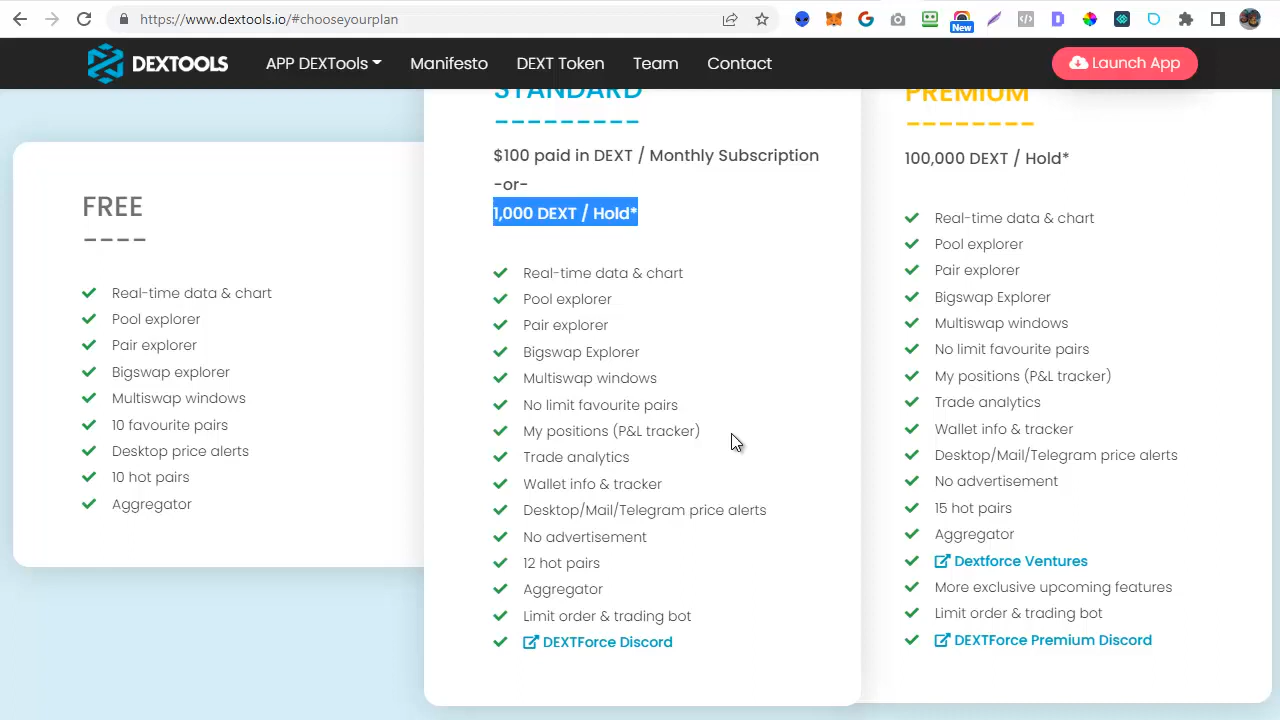 https://www.dextools.io/#chooseyourplan
New
DEXTOOLS
APP DEXTools
Manifesto
DEXT Token
Team
Contact
Launch App
FREE
----
Real-time data & chart
Pool explorer
Pair explorer
Bigswap explorer
Multiswap windows
10 favourite pairs
Desktop price alerts
10 hot pairs
Aggregator
STANDARD
---------
$100 paid in DEXT / Monthly Subscription
-or-
1,000 DEXT / Hold*
Real-time data & chart
Pool explorer
Pair explorer
Bigswap Explorer
Multiswap windows
No limit favourite pairs
My positions (P&L tracker)
Trade analytics
Wallet info & tracker
Desktop/Mail/Telegram price alerts
No advertisement
12 hot pairs
Aggregator
Limit order & trading bot
DEXTForce Discord
PREMIUM
--------
100,000 DEXT / Hold*
Real-time data & chart
Pool explorer
Pair explorer
Bigswap Explorer
Multiswap windows
No limit favourite pairs
My positions (P&L tracker)
Trade analytics
Wallet info & tracker
Desktop/Mail/Telegram price alerts
No advertisement
15 hot pairs
Aggregator
Dextforce Ventures
More exclusive upcoming features
Limit order & trading bot
DEXTForce Premium Discord